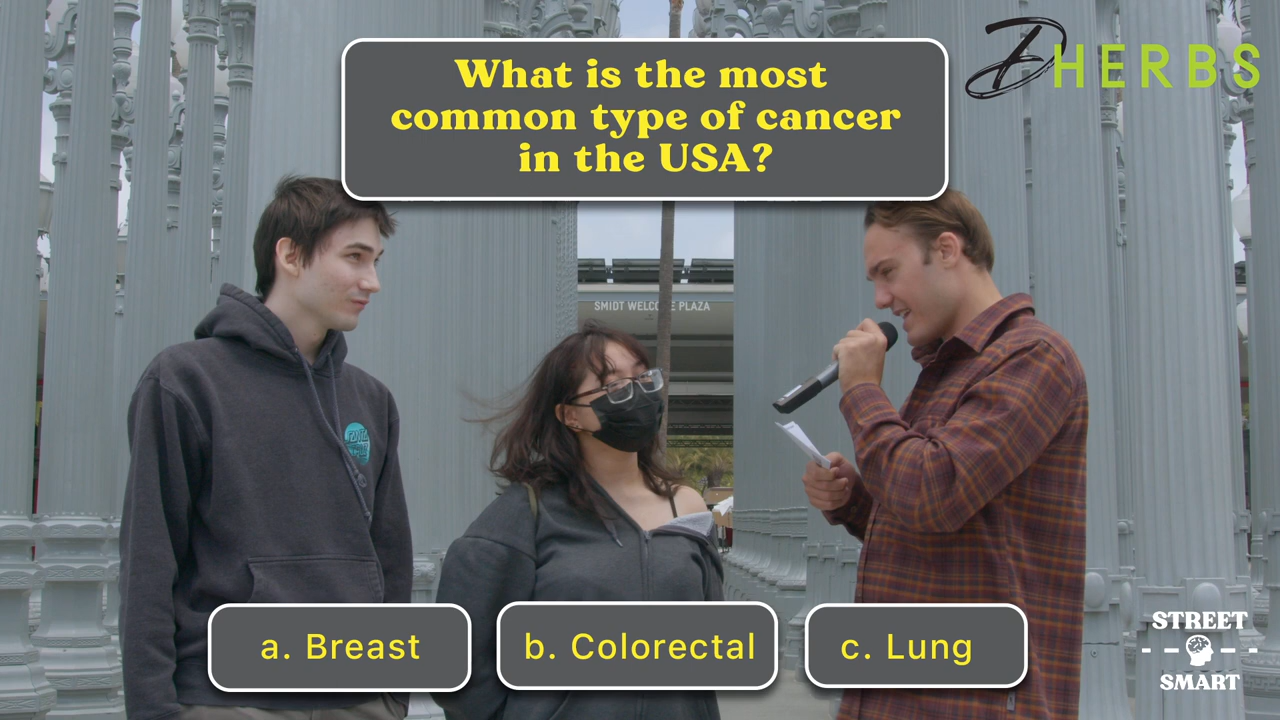 What is the most
common type of cancer
in the USA?
DHERBS
SMIDT WELCOME PLAZA
a. Breast
b. Colorectal
c. Lung
STREET
SMART